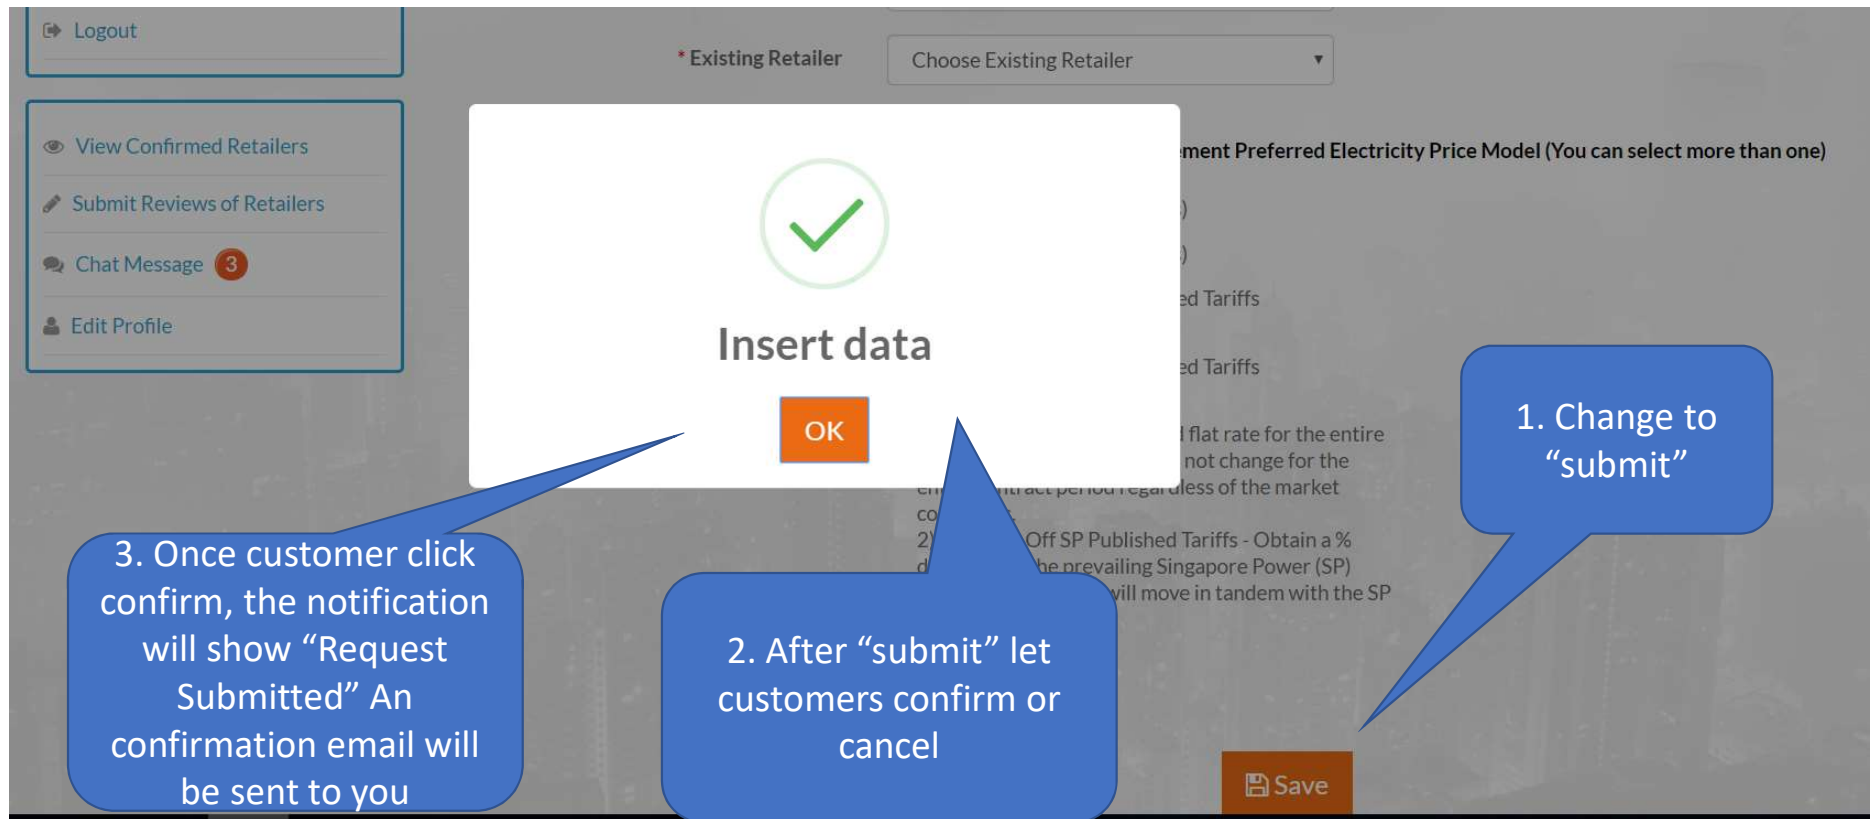 Logout
View Confirmed Retailers
Submit Reviews of Retailers
Chat Message 3
Edit Profile
* Existing Retailer Choose Existing Retailer
ment Preferred Electricity Price Model (You can select more than one)
ed Tariffs
ed Tariffs
flat rate for the entire
not change for the
period regardless of the market
2) Off SP Published Tariffs - Obtain a %
he prevailing Singapore Power (SP)
will move in tandem with the SP
Insert data
OK
Save
1. Change to
“submit”
2. After “submit” let
customers confirm or
cancel
3. Once customer click
confirm, the notification
will show “Request
Submitted” An
confirmation email will
be sent to you